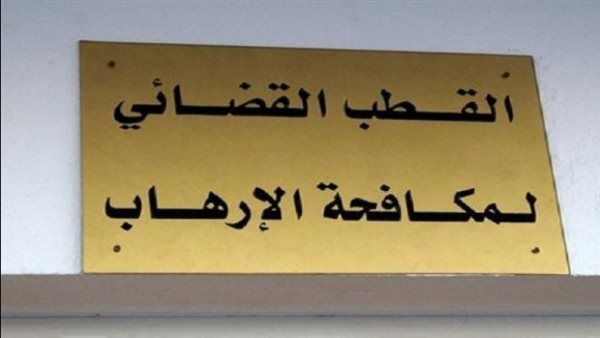 القطب القضائي
لمكافحة الإرهاب